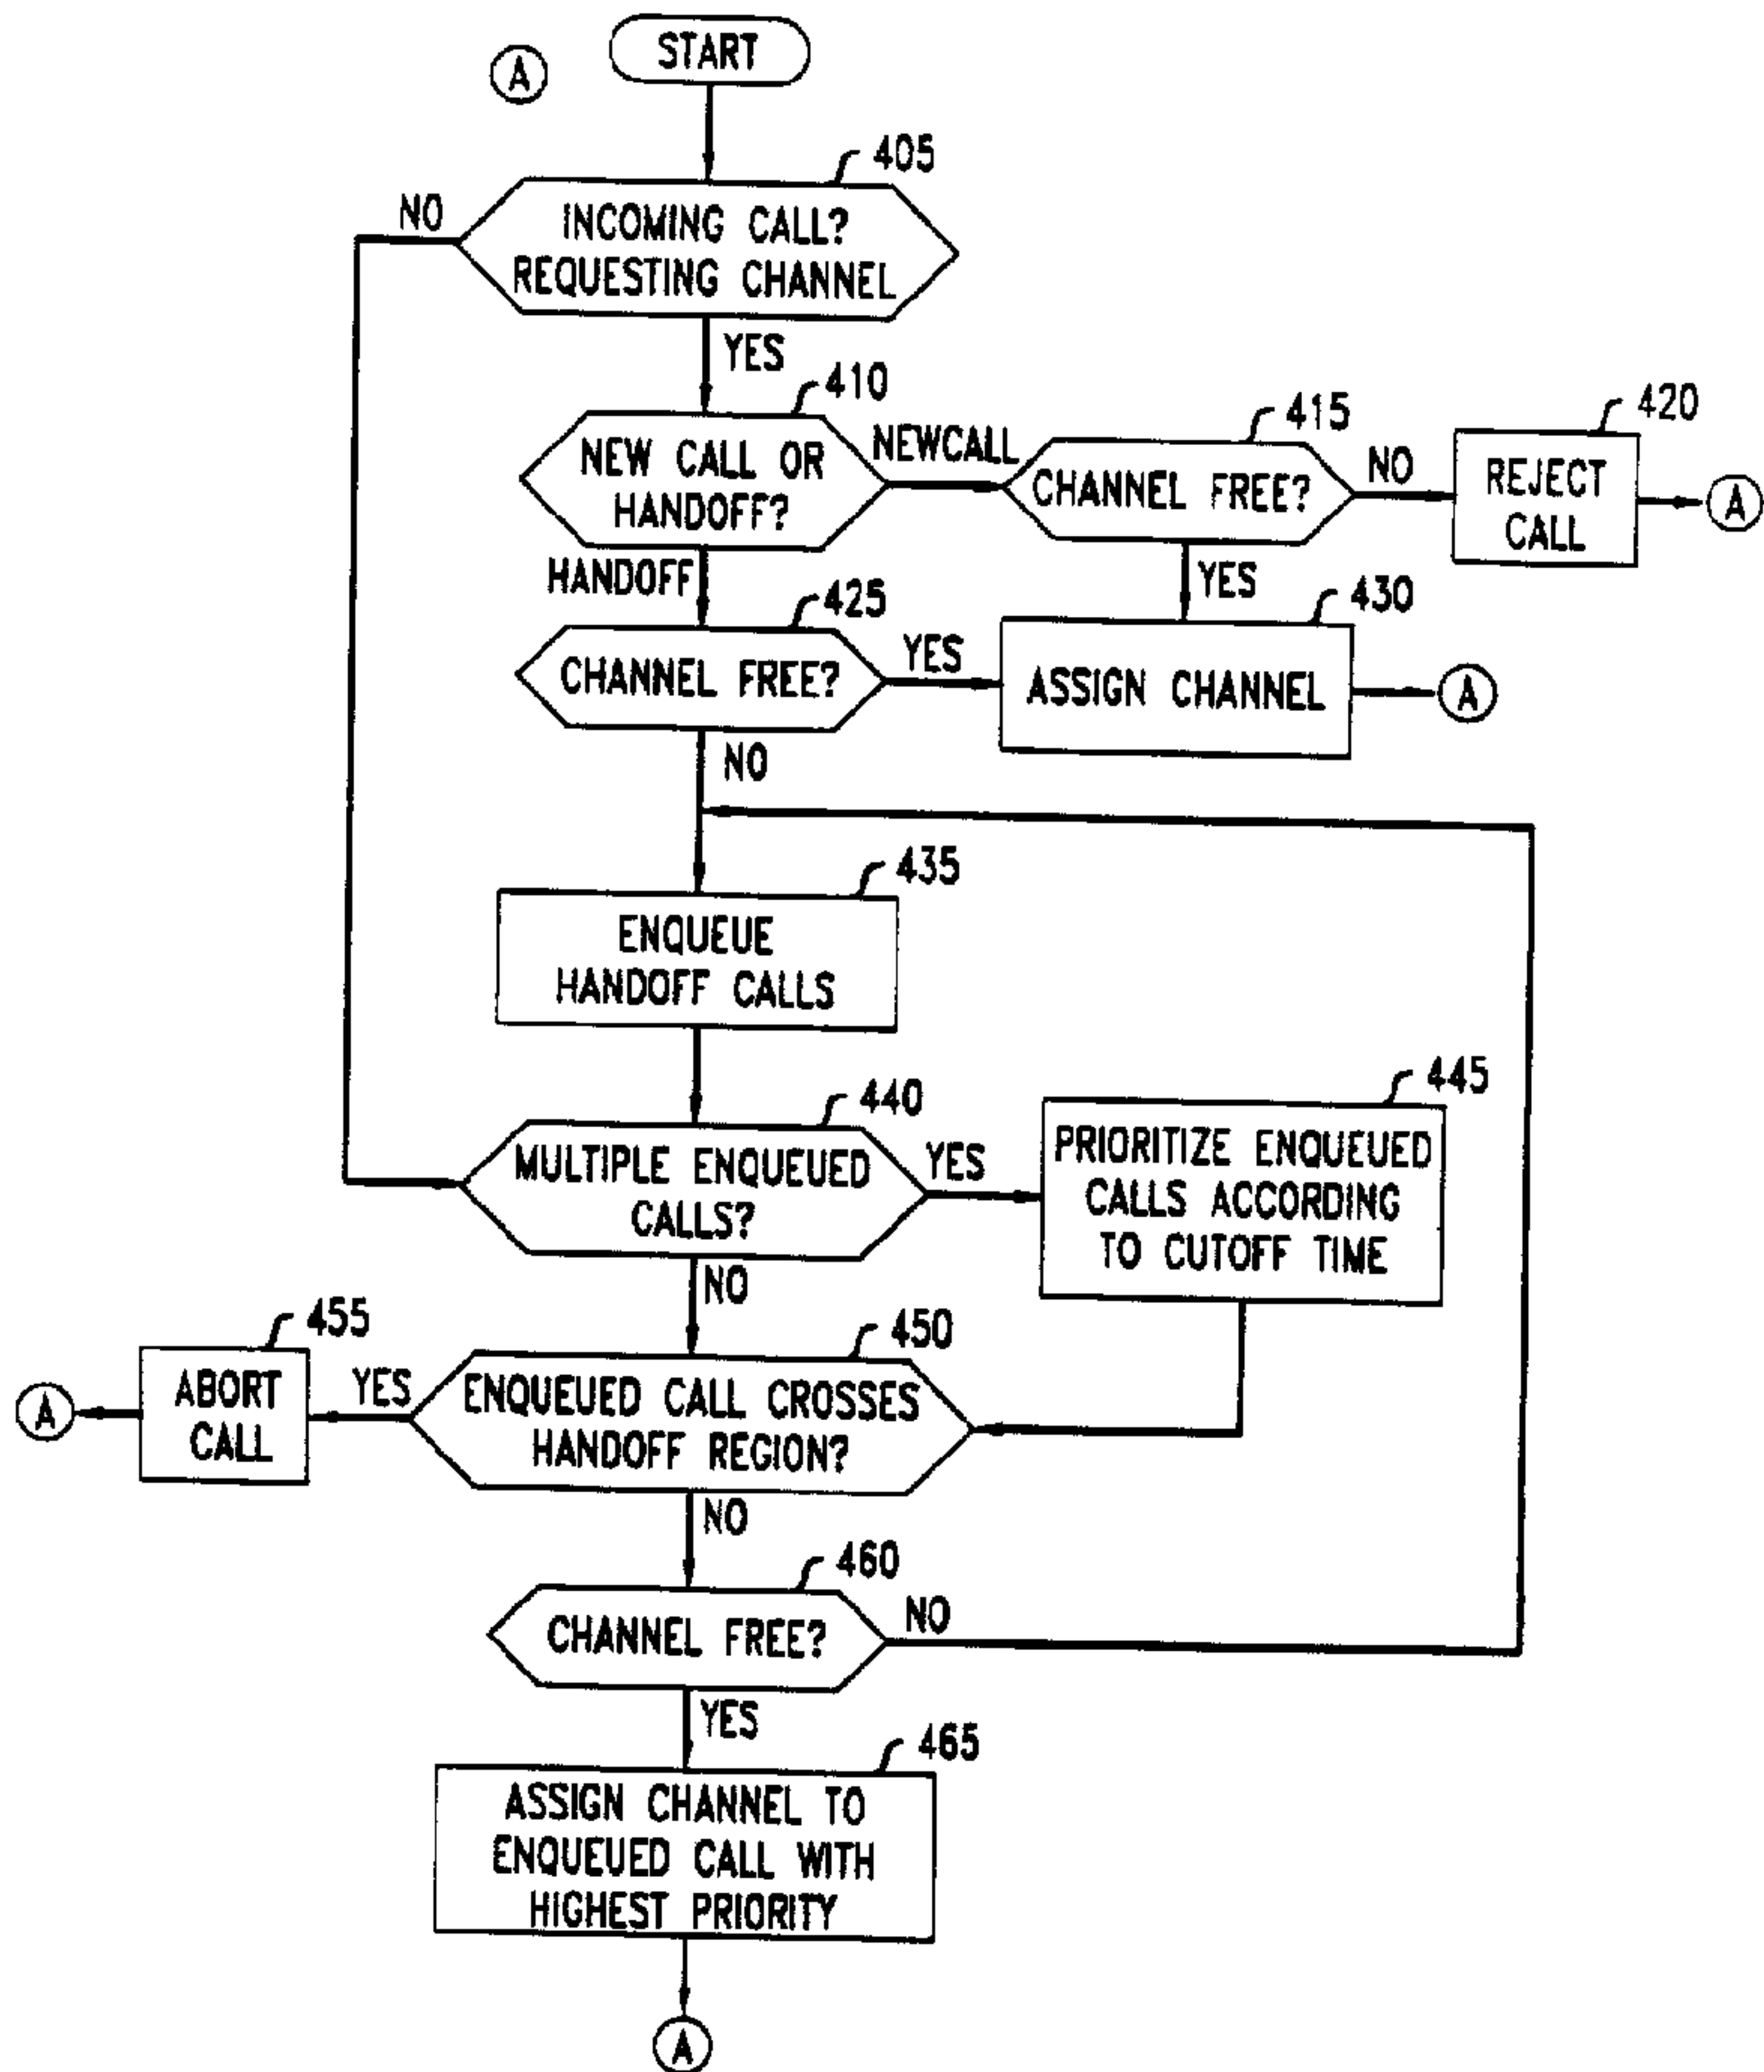 START
A
405
NO
INCOMING CALL?
REQUESTING CHANNEL
YES
410
NEW CALL OR
HANDOFF?
NEWCALL
415
CHANNEL FREE?
NO
420
REJECT
CALL
A
HANDOFF
YES
425
CHANNEL FREE?
YES
430
ASSIGN CHANNEL
A
NO
435
ENQUEUE
HANDOFF CALLS
440
MULTIPLE ENQUEUED
CALLS?
YES
445
PRIORITIZE ENQUEUED
CALLS ACCORDING
TO CUTOFF TIME
NO
450
ENQUEUED CALL CROSSES
HANDOFF REGION?
YES
455
ABORT
CALL
A
NO
460
CHANNEL FREE?
NO
YES
465
ASSIGN CHANNEL TO
ENQUEUED CALL WITH
HIGHEST PRIORITY
A